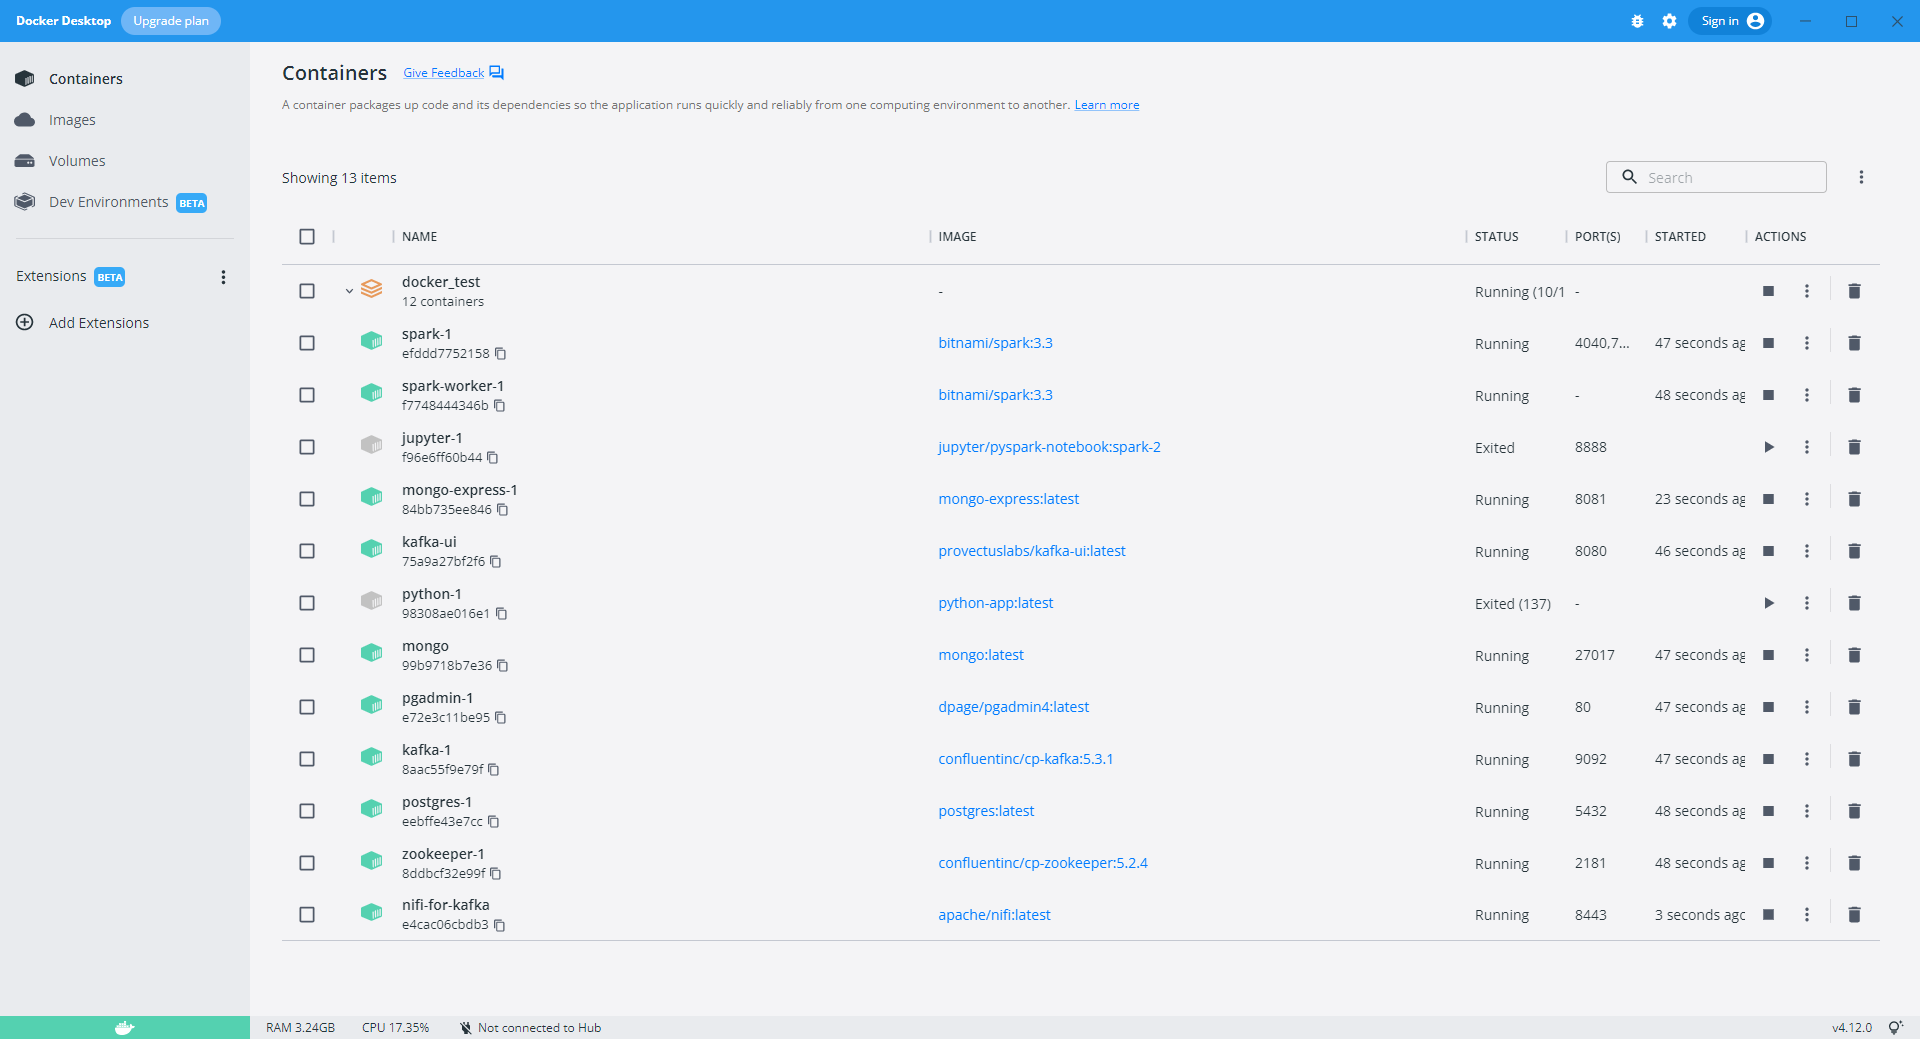 Docker Desktop Upgrade plan Sign in
Containers
Images
Volumes
Dev Environments BETA
Extensions BETA
Add Extensions
Containers Give Feedback
A container packages up code and its dependencies so the application runs quickly and reliably from one computing environment to another. Learn more
Showing 13 items Search
NAME IMAGE STATUS PORT(S) STARTED ACTIONS
docker_test
12 containers
- Running (10/1 -
spark-1
efddd7752158
bitnami/spark:3.3 Running 4040,7... 47 seconds ag
spark-worker-1
f7748444346b
bitnami/spark:3.3 Running - 48 seconds ag
jupyter-1
f96e6ff60b44
jupyter/pyspark-notebook:spark-2 Exited 8888
mongo-express-1
84bb735ee846
mongo-express:latest Running 8081 23 seconds ag
kafka-ui
75a9a27bf2f6
provectuslabs/kafka-ui:latest Running 8080 46 seconds ag
python-1
98308ae016e1
python-app:latest Exited (137) -
mongo
99b9718b7e36
mongo:latest Running 27017 47 seconds ag
pgadmin-1
e72e3c11be95
dpage/pgadmin4:latest Running 80 47 seconds ag
kafka-1
8aac55f9e79f
confluentinc/cp-kafka:5.3.1 Running 9092 47 seconds ag
postgres-1
eebffe43e7cc
postgres:latest Running 5432 48 seconds ag
zookeeper-1
8ddbcf32e99f
confluentinc/cp-zookeeper:5.2.4 Running 2181 48 seconds ag
nifi-for-kafka
e4cac06cbdb3
apache/nifi:latest Running 8443 3 seconds agc
RAM 3.24GB CPU 17.35% Not connected to Hub v4.12.0